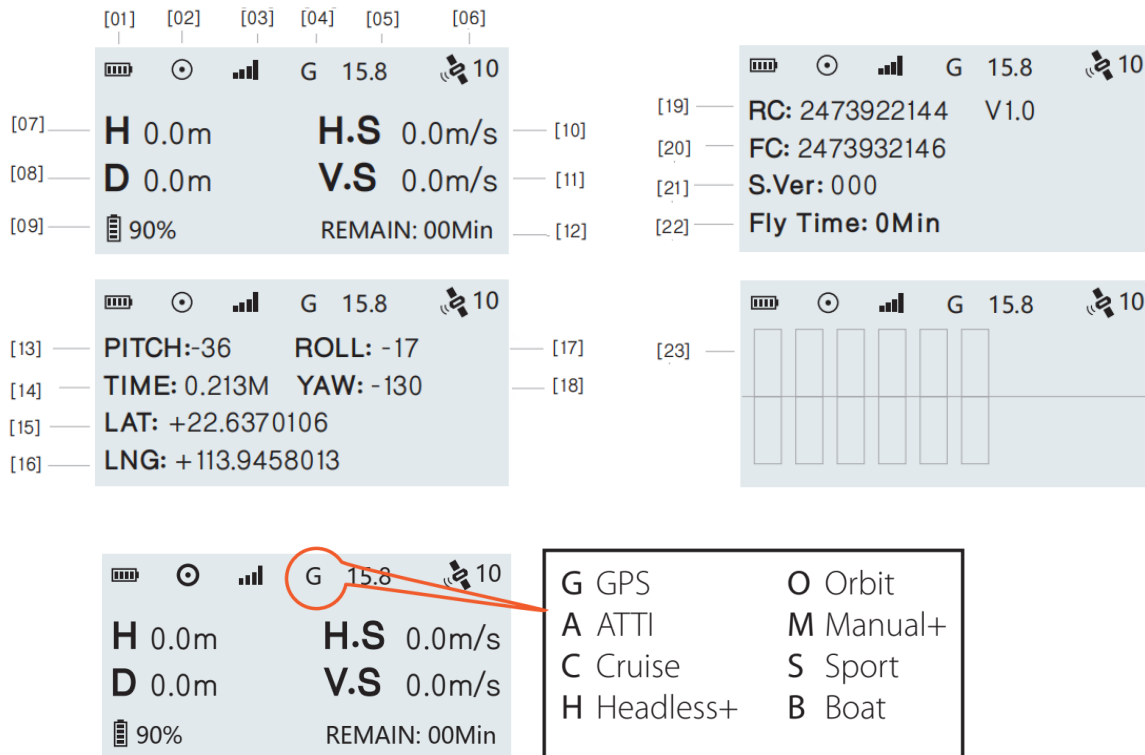 [01] [02] [03] [04] [05] [06]
G 15.8 10
[07] H 0.0m H.S 0.0m/s [10]
[08] D 0.0m V.S 0.0m/s [11]
[09] 90% REMAIN: 00Min [12]
G 15.8 10
[19] RC: 2473922144 V1.0
[20] FC: 2473932146
[21] S.Ver: 000
[22] Fly Time: 0Min
G 15.8 10
[13] PITCH:-36 ROLL: -17 [17]
[14] TIME: 0.213M YAW: -130 [18]
[15] LAT: +22.6370106
[16] LNG: +113.9458013
G 15.8 10
[23]
G 15.8 10
H 0.0m H.S 0.0m/s
D 0.0m V.S 0.0m/s
90% REMAIN: 00Min
G GPS O Orbit
A ATTI M Manual+
C Cruise S Sport
H Headless+ B Boat